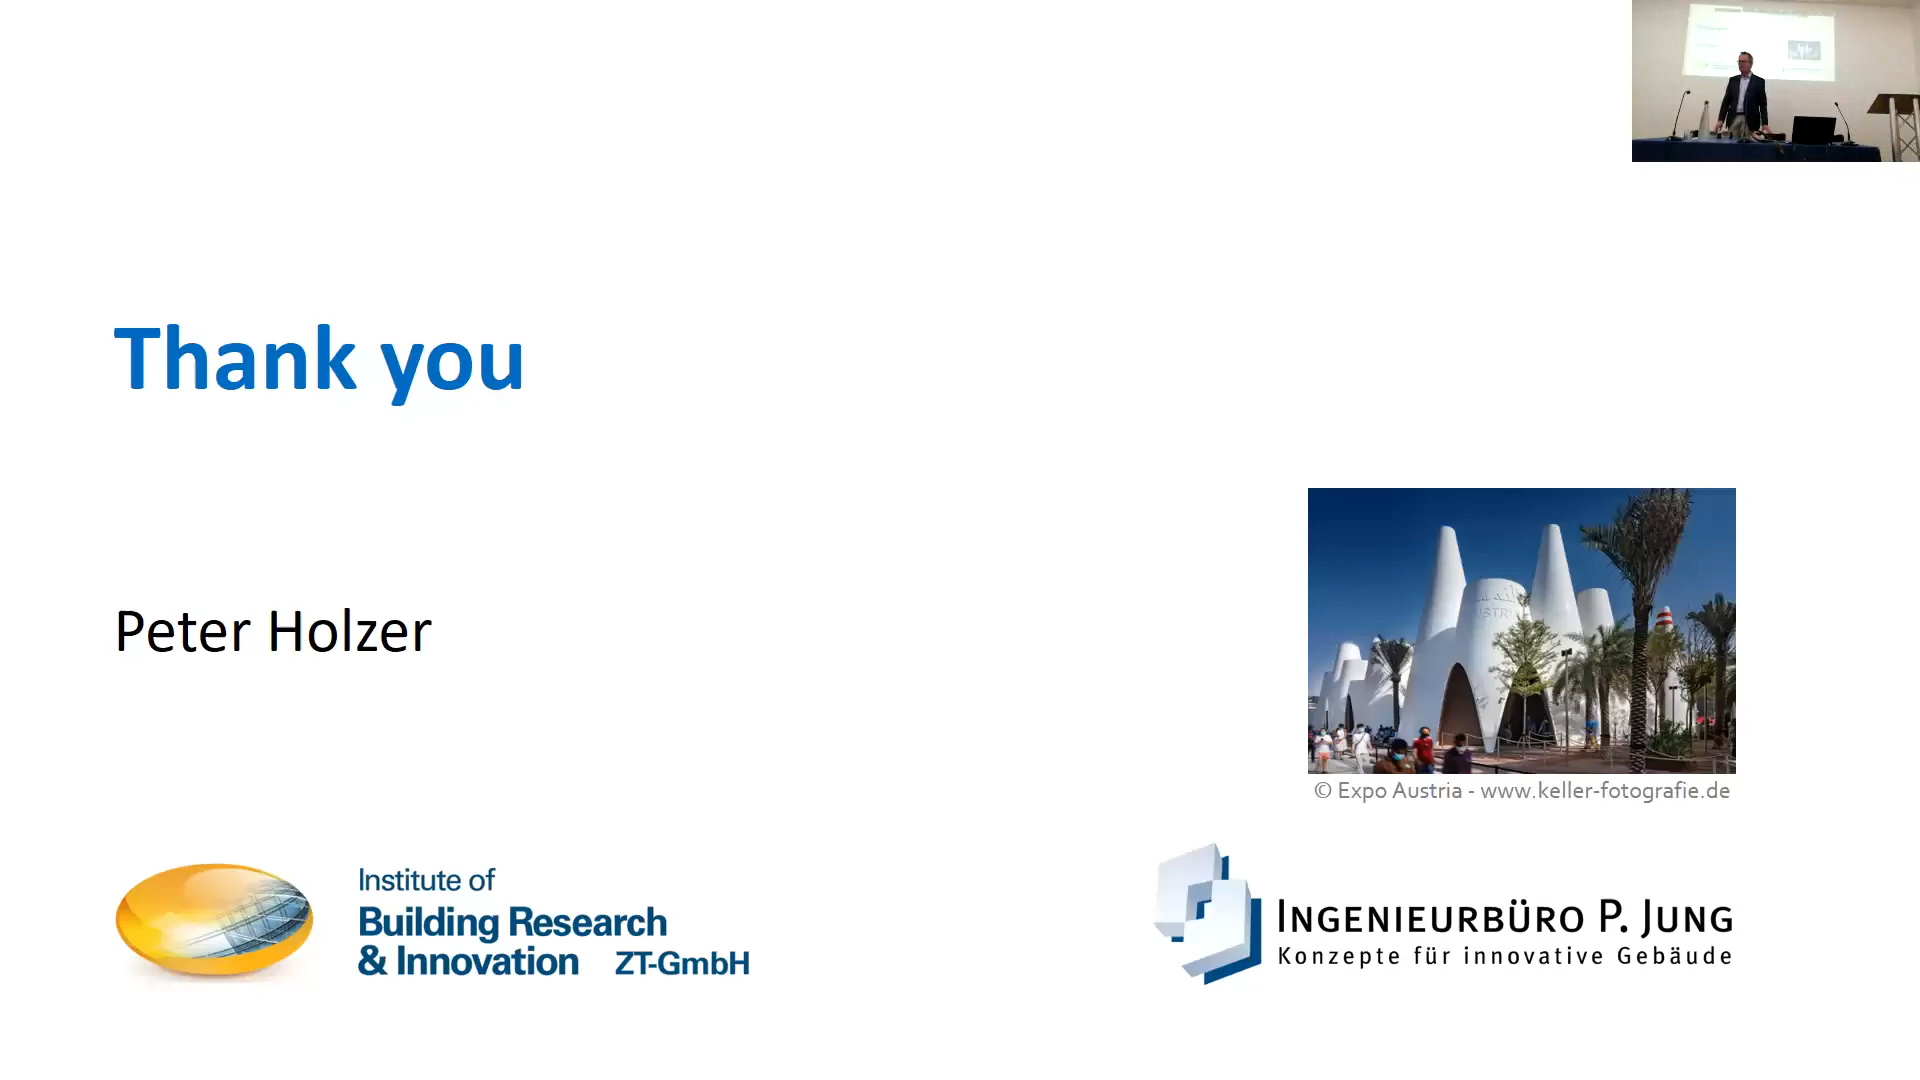 Thank you
Peter Holzer
© Expo Austria - www.keller-fotografie.de
Institute of
Building Research
& Innovation ZT-GmbH
INGENIEURBÜRO P. JUNG
Konzepte für innovative Gebäude